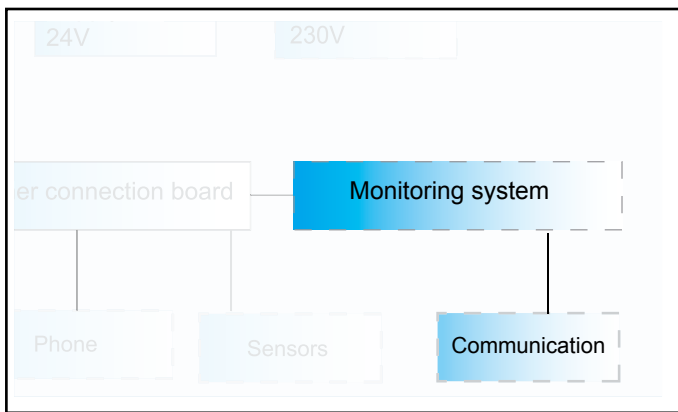 24V
230V
er connection board
Monitoring system
Phone
Sensors
Communication